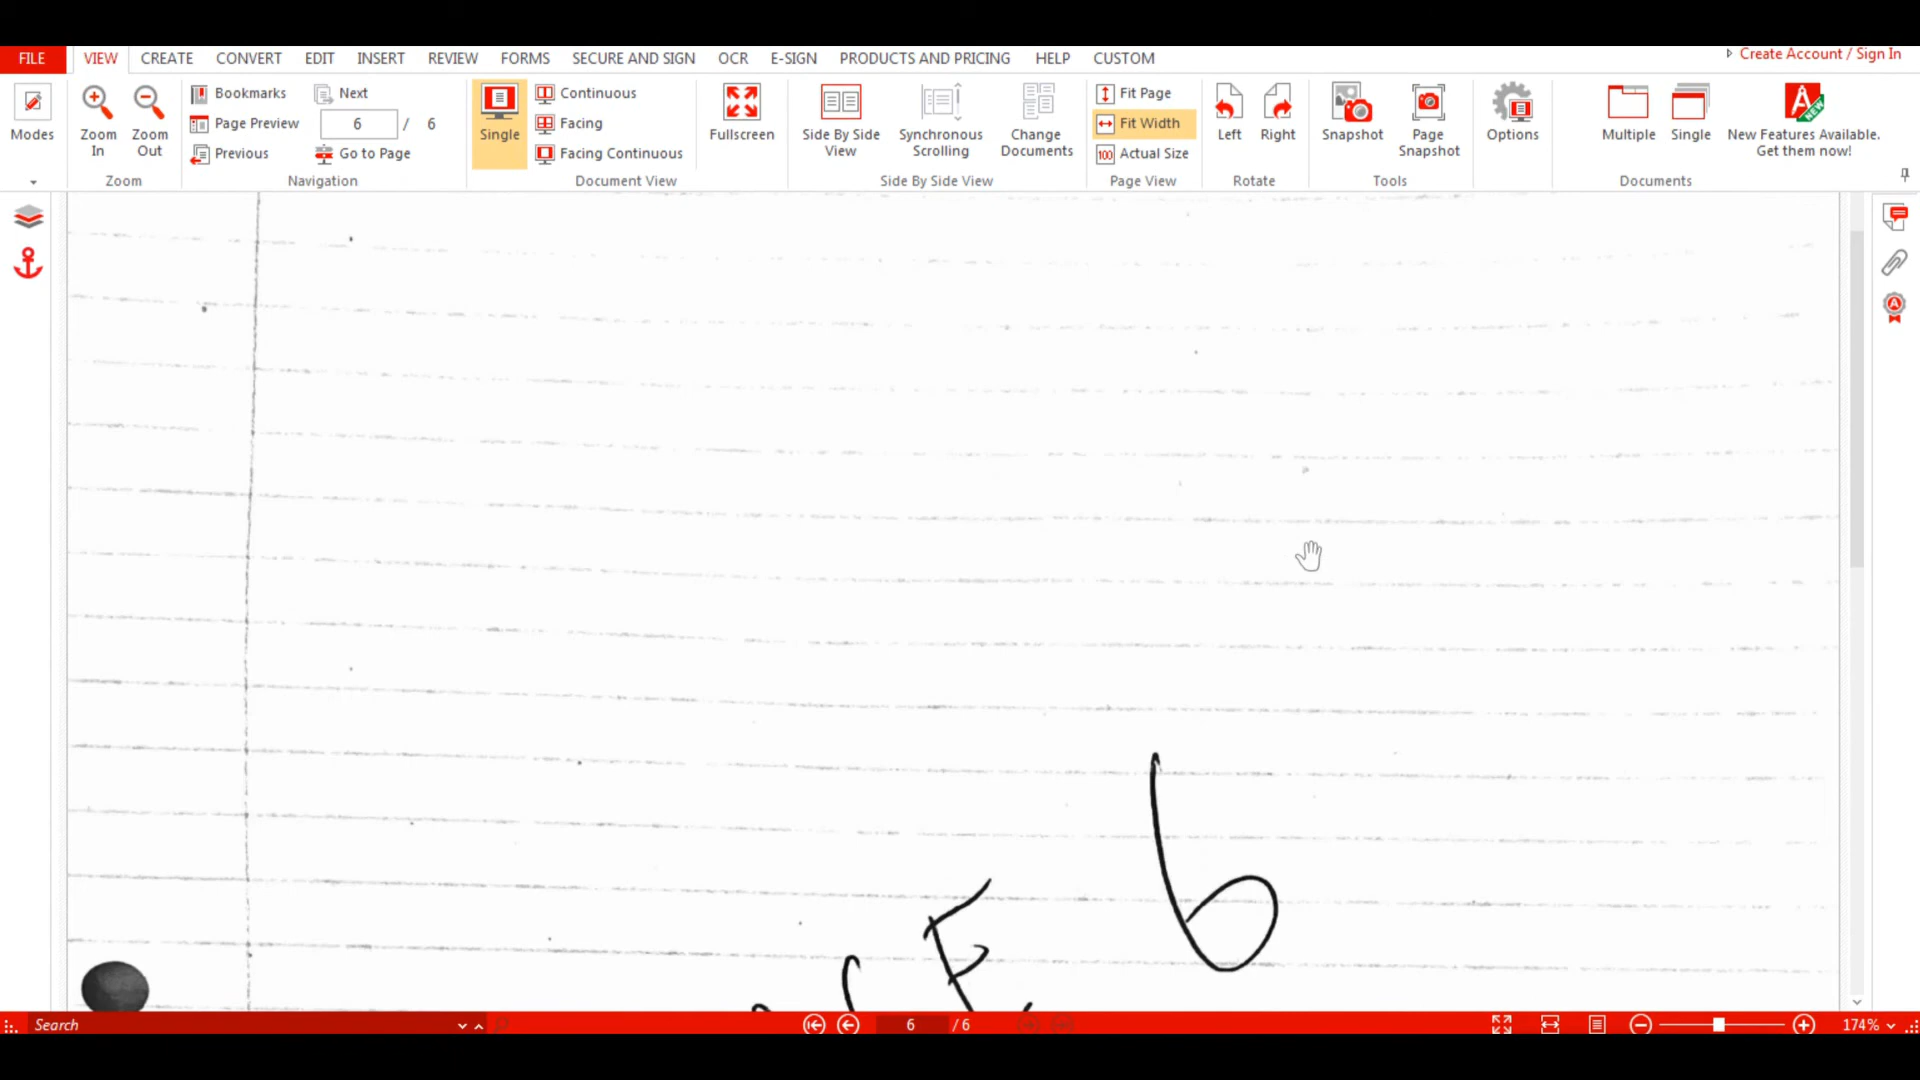 FILE VIEW CREATE CONVERT EDIT INSERT REVIEW FORMS SECURE AND SIGN OCR E-SIGN PRODUCTS AND PRICING HELP CUSTOM Create Account / Sign In
Modes
Zoom In
Zoom Out
Zoom
Bookmarks
Page Preview
Previous
Next
6 / 6
Go to Page
Navigation
Single
Continuous
Facing
Facing Continuous
Document View
Fullscreen
Side By Side View
Synchronous Scrolling
Change Documents
Side By Side View
Fit Page
Fit Width
100 Actual Size
Page View
Left
Right
Rotate
Snapshot
Page Snapshot
Tools
Options
Multiple
Single
Documents
NEW
New Features Available.
Get them now!
6
Search 6 / 6 174%